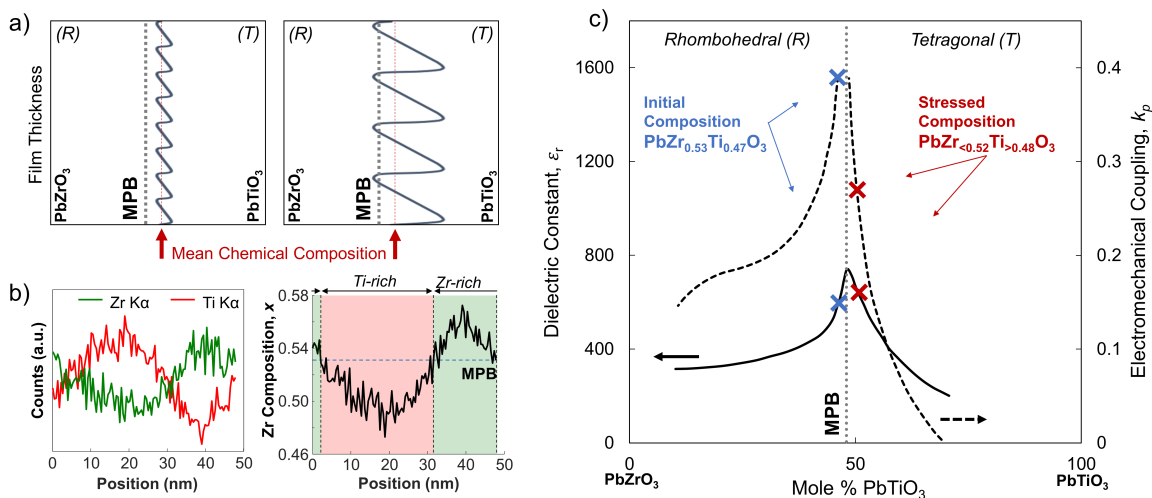 a)
(R)
(T)
(R)
(T)
Film Thickness
PbZrO₃
MPB
PbTiO₃
PbZrO₃
MPB
PbTiO₃
Mean Chemical Composition
b)
Zr Kα
Ti Kα
Counts (a.u.)
0
10
20
30
40
50
Position (nm)
Ti-rich
Zr-rich
Zr Composition, x
0.58
0.54
0.50
0.46
MPB
0
10
20
30
40
50
Position (nm)
c)
Rhombohedral (R)
Tetragonal (T)
Dielectric Constant, εr
1600
1200
800
400
0
Initial
Composition
PbZr₀.₅₃Ti₀.₄₇O₃
Stressed
Composition
PbZr<₀.₅₂Ti>₀.₄₈O₃
MPB
0.4
0.3
0.2
0.1
0
Electromechanical Coupling, kp
0
50
100
PbZrO₃
Mole % PbTiO₃
PbTiO₃